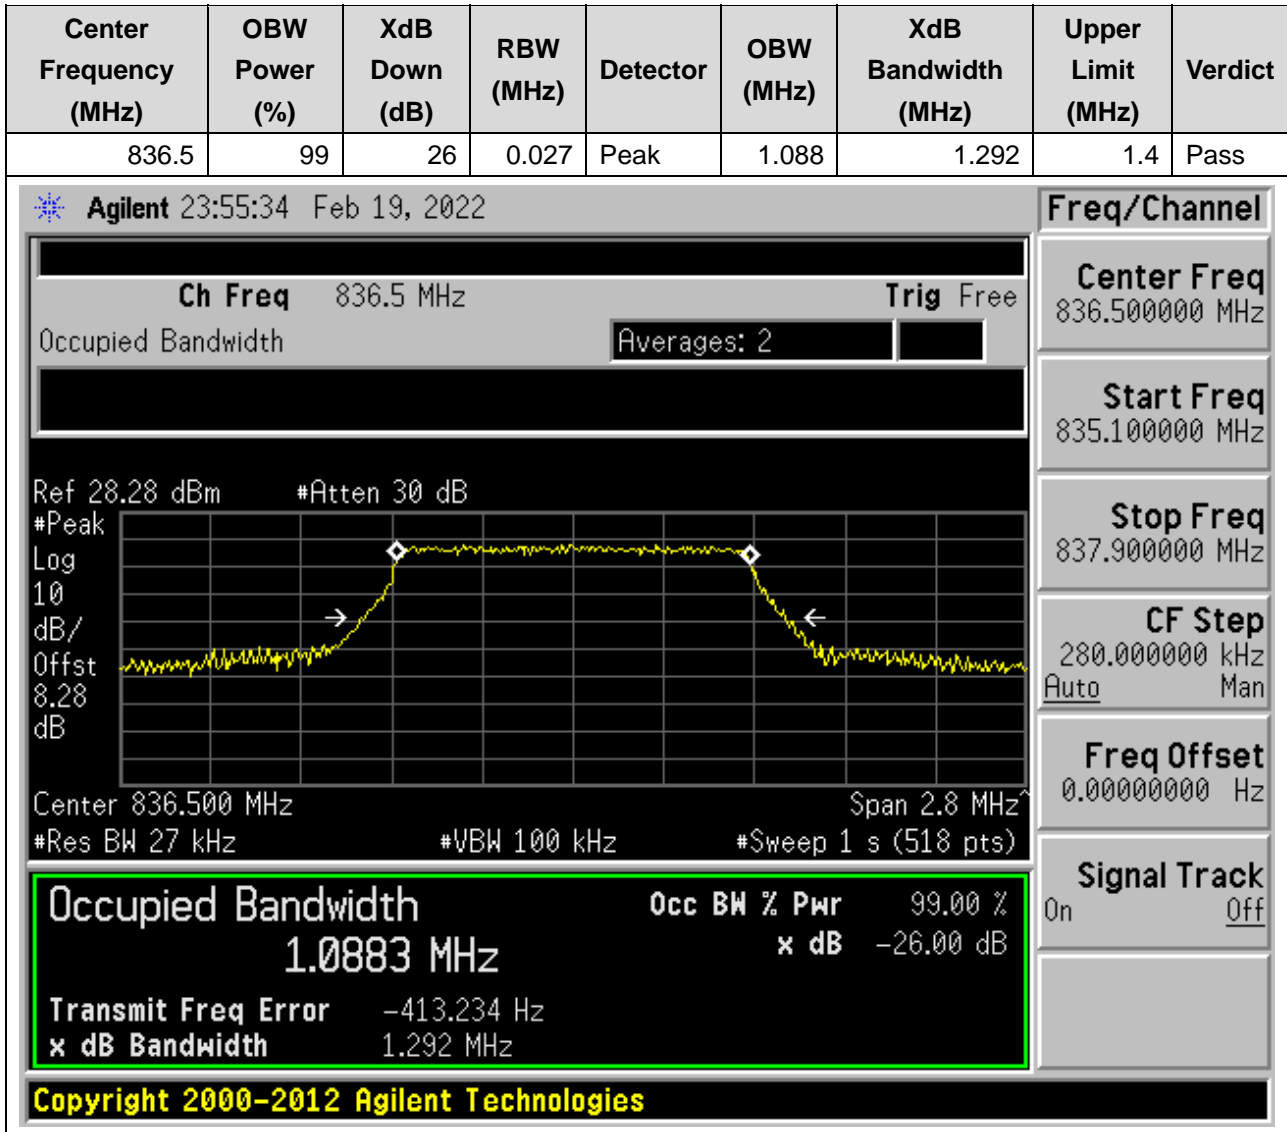 Center Frequency (MHz) OBW Power (%) XdB Down (dB) RBW (MHz) Detector OBW (MHz) XdB Bandwidth (MHz) Upper Limit (MHz) Verdict
836.5 99 26 0.027 Peak 1.088 1.292 1.4 Pass
Agilent 23:55:34 Feb 19, 2022
Ch Freq 836.5 MHz Trig Free
Occupied Bandwidth Averages: 2
Ref 28.28 dBm #Atten 30 dB
#Peak
Log
10
dB/
Offst
8.28
dB
Center 836.500 MHz Span 2.8 MHz^
#Res BW 27 kHz #VBW 100 kHz #Sweep 1 s (518 pts)
Occupied Bandwidth Occ BW % Pwr 99.00 %
1.0883 MHz x dB -26.00 dB
Transmit Freq Error -413.234 Hz
x dB Bandwidth 1.292 MHz
Copyright 2000-2012 Agilent Technologies
Freq/Channel
Center Freq
836.500000 MHz
Start Freq
835.100000 MHz
Stop Freq
837.900000 MHz
CF Step
280.000000 kHz
Auto Man
Freq Offset
0.00000000 Hz
Signal Track
On Off